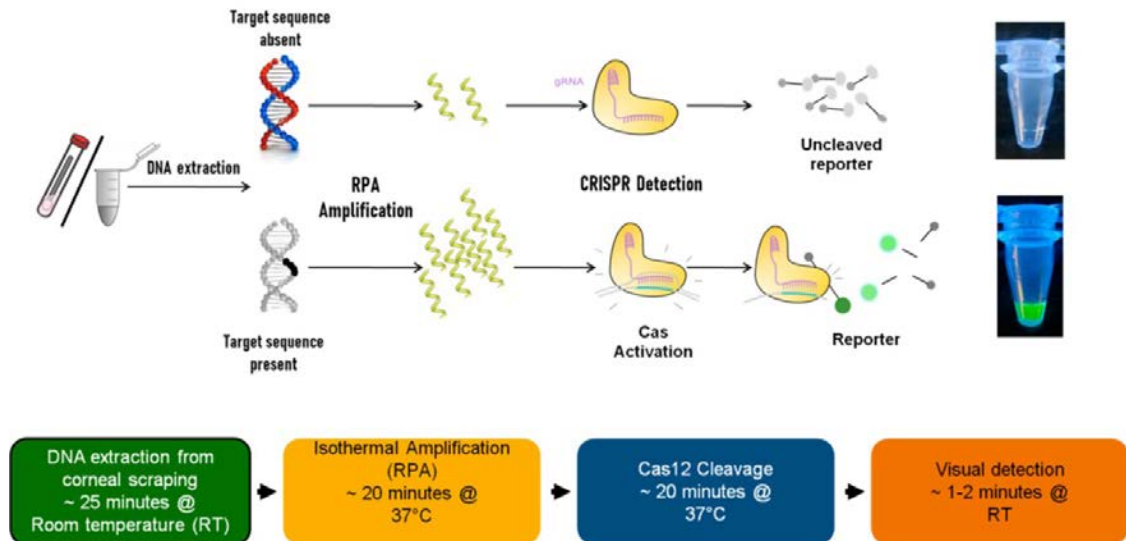 Target sequence
absent
gRNA
Uncleaved
reporter
DNA extraction
RPA
Amplification
CRISPR Detection
Target sequence
present
Cas
Activation
Reporter
DNA extraction from
corneal scraping
~ 25 minutes @
Room temperature (RT)
Isothermal Amplification
(RPA)
~ 20 minutes @
37°C
Cas12 Cleavage
~ 20 minutes @
37°C
Visual detection
~ 1-2 minutes @
RT